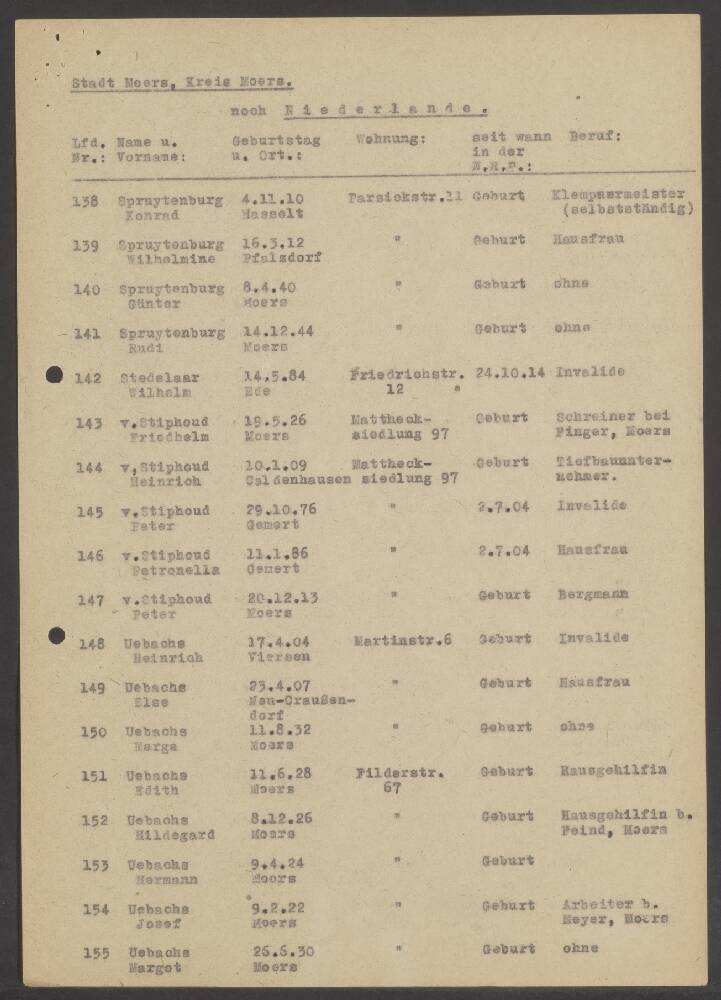 Stadt Moers, Kreis Moers.
noch Niederlande.
Lfd. Name u. Geburtstag Wohnung: seit wann Beruf:
Nr.: Vorname: u. Ort.: in der
W.R.P.:
138 Spruytenburg 4.11.10 Parsickstr.11 Geburt Klempnermeister
Konrad Hasselt (selbstständig)
139 Spruytenburg 16.3.12 " Geburt Hausfrau
Wilhelmine Pfalsdorf
140 Spruytenburg 8.4.40 " Geburt ohne
Günter Moers
141 Spruytenburg 14.12.44 " Geburt ohne
Rudi Moers
142 Stedelaar 14.5.84 Friedrichstr. 24.10.14 Invalide
Wilhelm Ede 12
143 v.Stiphoud 19.5.26 Mattheck- Geburt Schreiner bei
Friedhelm Moers siedlung 97 Finger, Moers
144 v,Stiphoud 10.1.09 Mattheck- Geburt Tiefbaunnter-
Heinrich Caldenhausen siedlung 97 nehmer.
145 v.Stiphoud 29.10.76 " 2.7.04 Invalide
Peter Gemert
146 v.Stiphoud 11.1.86 " 2.7.04 Hausfrau
Petronella Gemert
147 v.Stiphoud 20.12.13 " Geburt Bergmann
Peter Moers
148 Uebachs 17.4.04 Martinstr.6 Geburt Invalide
Heinrich Viersen
149 Uebachs 23.4.07 " Geburt Hausfrau
Else Neu-Craußen-
dorf
150 Uebachs 11.8.32 " Geburt ohne
Marga Moers
151 Uebachs 11.6.28 Filderstr. Geburt Hausgehilfin
Edith Moers 67
152 Uebachs 8.12.26 " Geburt Hausgehilfin b.
Hildegard Moers Feind, Moers
153 Uebachs 9.4.24 " Geburt
Hermann Moors
154 Uebachs 9.2.22 " Geburt Arbeiter b.
Josef Moers Meyer, Moers
155 Uebachs 26.6.30 " Geburt ohne
Margot Moers